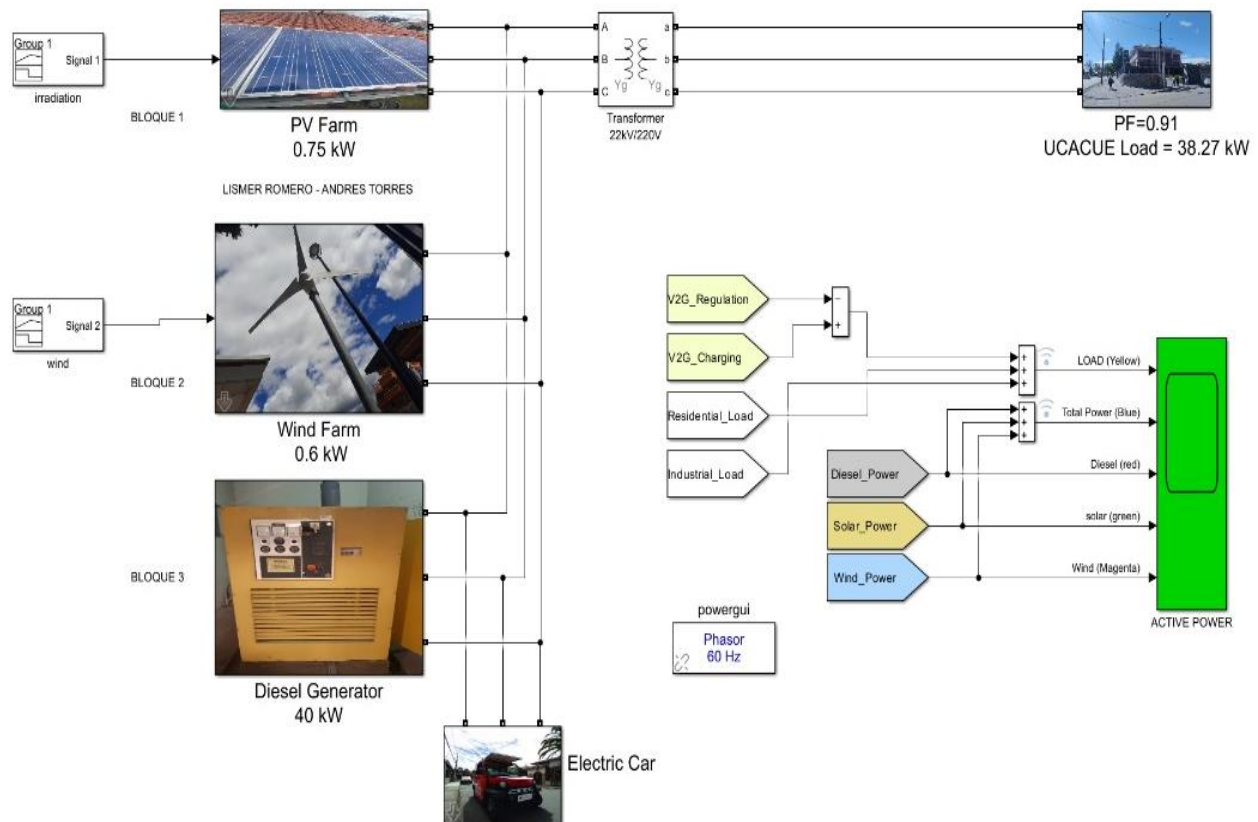 Group 1
Signal 1
irradiation
BLOQUE 1
PV Farm
0.75 kW
A
B
C
a
b
c
Yg
Yg
Transformer
22kV/220V
PF=0.91
UCACUE Load = 38.27 kW
LISMER ROMERO - ANDRES TORRES
Group 1
Signal 2
wind
BLOQUE 2
Wind Farm
0.6 kW
BLOQUE 3
Diesel Generator
40 kW
Electric Car
V2G_Regulation
V2G_Charging
Residential_Load
Industrial_Load
−
+
+
+
+
+
+
+
Diesel_Power
Solar_Power
Wind_Power
LOAD (Yellow)
Total Power (Blue)
Diesel (red)
solar (green)
Wind (Magenta)
ACTIVE POWER
powergui
Phasor
60 Hz